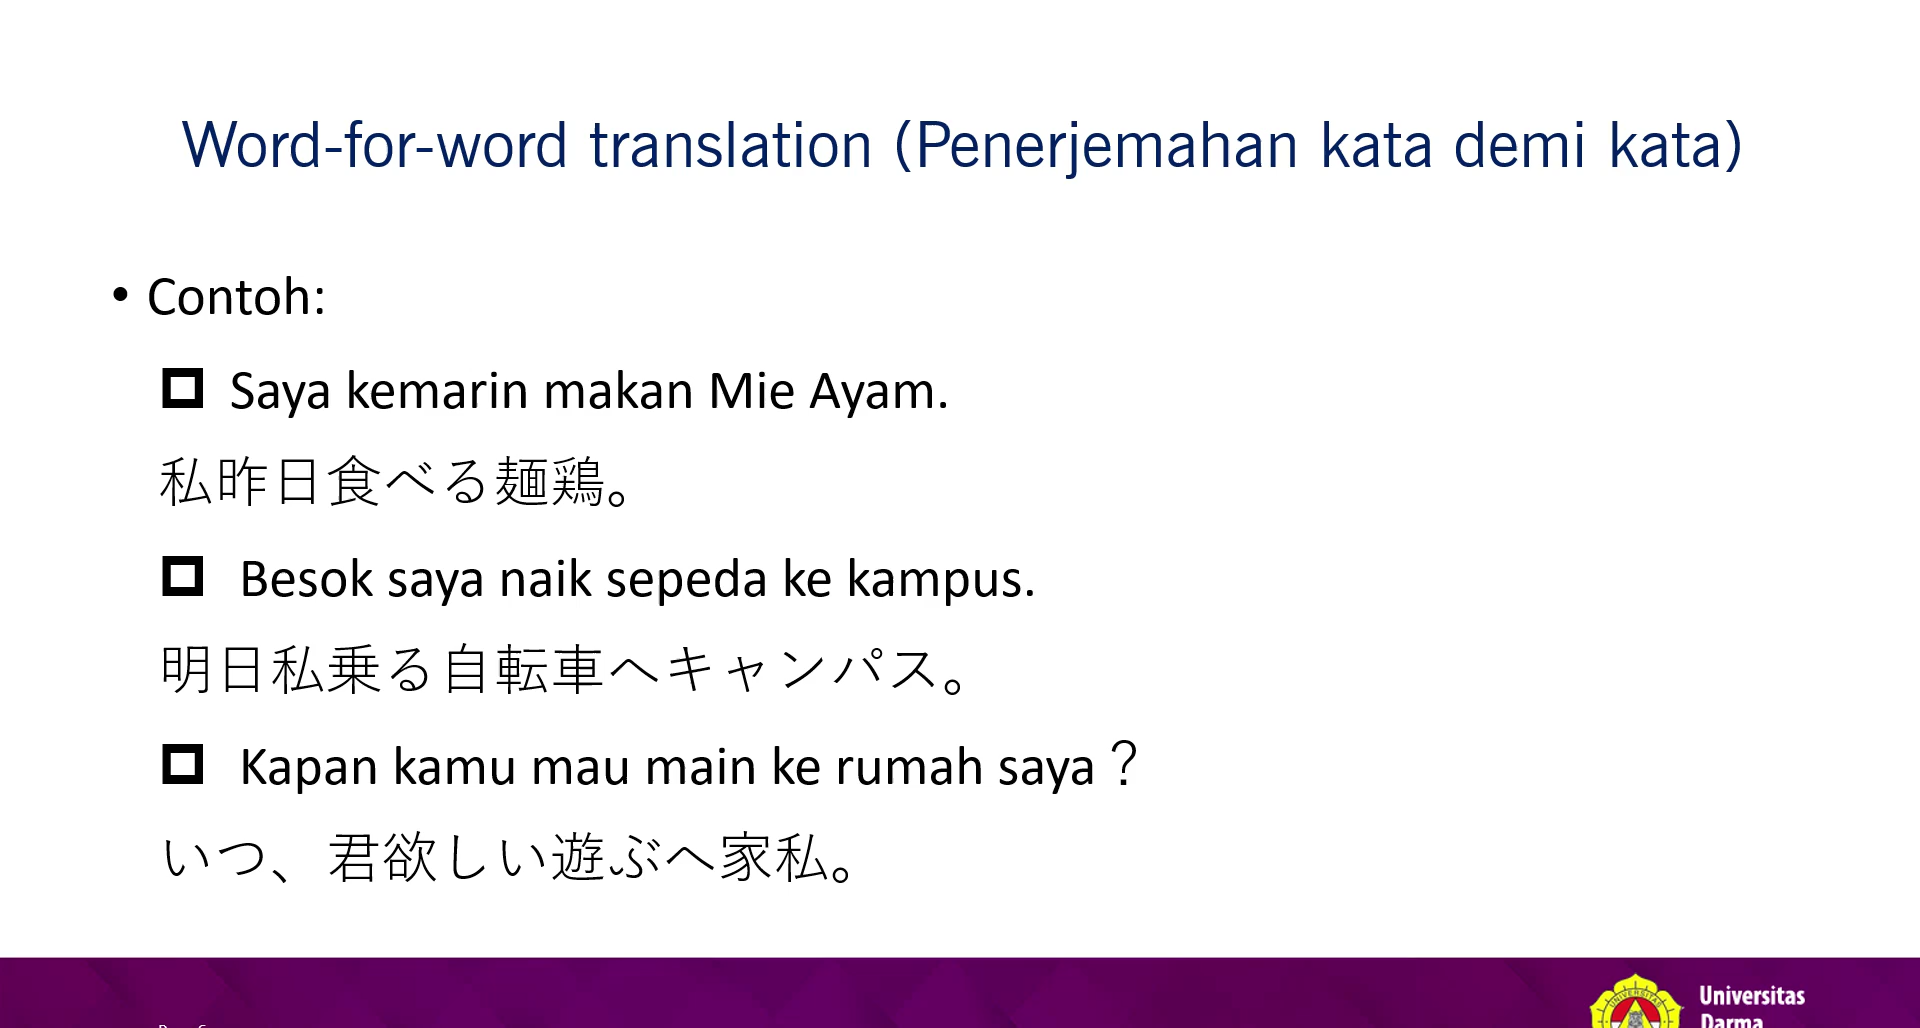 Word-for-word translation (Penerjemahan kata demi kata)
• Contoh:
Saya kemarin makan Mie Ayam.
私昨日食べる麺鶏。
Besok saya naik sepeda ke kampus.
明日私乗る自転車へキャンパス。
Kapan kamu mau main ke rumah saya？
いつ、君欲しい遊ぶへ家私。
Universitas
Darma